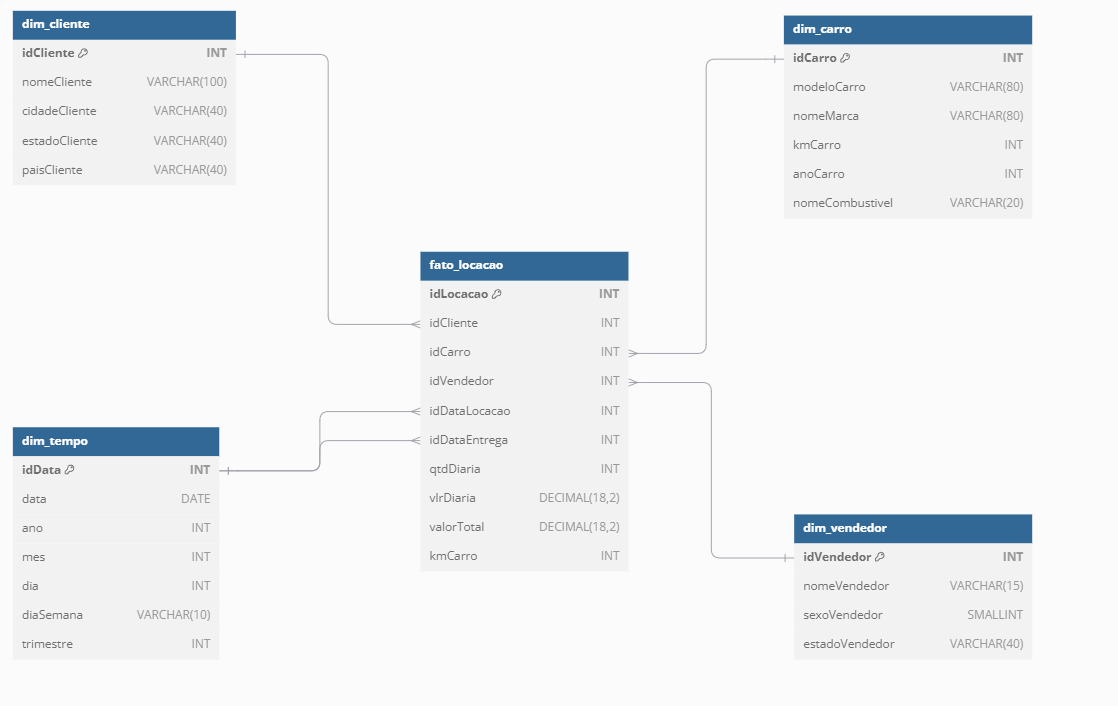 dim_cliente
idCliente INT
nomeCliente VARCHAR(100)
cidadeCliente VARCHAR(40)
estadoCliente VARCHAR(40)
paisCliente VARCHAR(40)
dim_carro
idCarro INT
modeloCarro VARCHAR(80)
nomeMarca VARCHAR(80)
kmCarro INT
anoCarro INT
nomeCombustivel VARCHAR(20)
fato_locacao
idLocacao INT
idCliente INT
idCarro INT
idVendedor INT
idDataLocacao INT
idDataEntrega INT
qtdDiaria INT
vlrDiaria DECIMAL(18,2)
valorTotal DECIMAL(18,2)
kmCarro INT
dim_tempo
idData INT
data DATE
ano INT
mes INT
dia INT
diaSemana VARCHAR(10)
trimestre INT
dim_vendedor
idVendedor INT
nomeVendedor VARCHAR(15)
sexoVendedor SMALLINT
estadoVendedor VARCHAR(40)